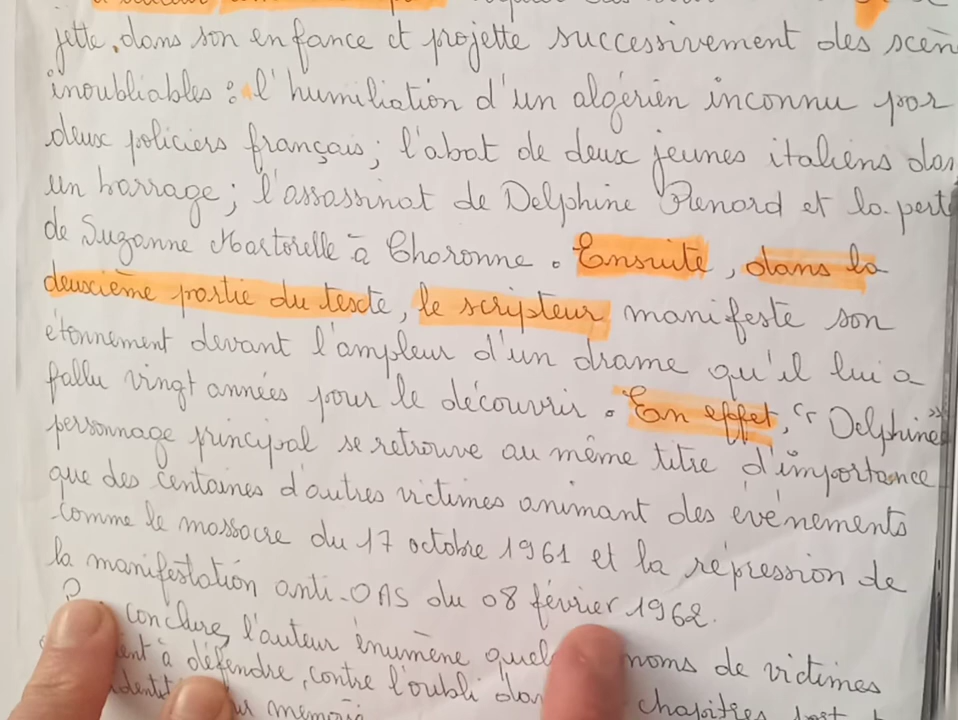 jette, dans son enfance et projette successivement des scèn
inoubliables : l'humiliation d'un algérien inconnu par
deux policiers français ; l'abat de deux jeunes italiens dan
un barrage ; l'assassinat de Delphine Renard et la perte
de Suzanne Martorelle à Charonne. Ensuite, dans la
deuxième partie du texte, le scripteur manifeste son
étonnement devant l'ampleur d'un drame qu'il lui a
fallu vingt années pour le découvrir. En effet, "Delphine"
personnage principal se retrouve au même titre d'importance
que des centaines d'autres victimes animant des événements
comme le massacre du 17 octobre 1961 et la répression de
la manifestation anti-OAS du 08 février 1962.
conclure, l'auteur énumène quel noms de victimes
à défendre, contre l'oubli dan chapitres
memoria